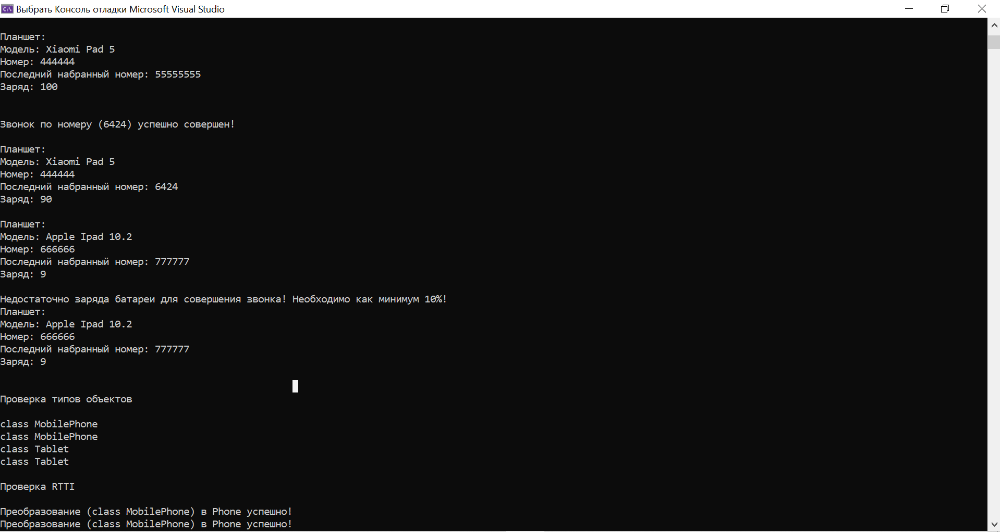 Выбрать Консоль отладки Microsoft Visual Studio
Планшет:
Модель: Xiaomi Pad 5
Номер: 444444
Последний набранный номер: 55555555
Заряд: 100
Звонок по номеру (6424) успешно совершен!
Планшет:
Модель: Xiaomi Pad 5
Номер: 444444
Последний набранный номер: 6424
Заряд: 90
Планшет:
Модель: Apple Ipad 10.2
Номер: 666666
Последний набранный номер: 777777
Заряд: 9
Недостаточно заряда батареи для совершения звонка! Необходимо как минимум 10%!
Планшет:
Модель: Apple Ipad 10.2
Номер: 666666
Последний набранный номер: 777777
Заряд: 9
Проверка типов объектов
class MobilePhone
class MobilePhone
class Tablet
class Tablet
Проверка RTTI
Преобразование (class MobilePhone) в Phone успешно!
Преобразование (class MobilePhone) в Phone успешно!